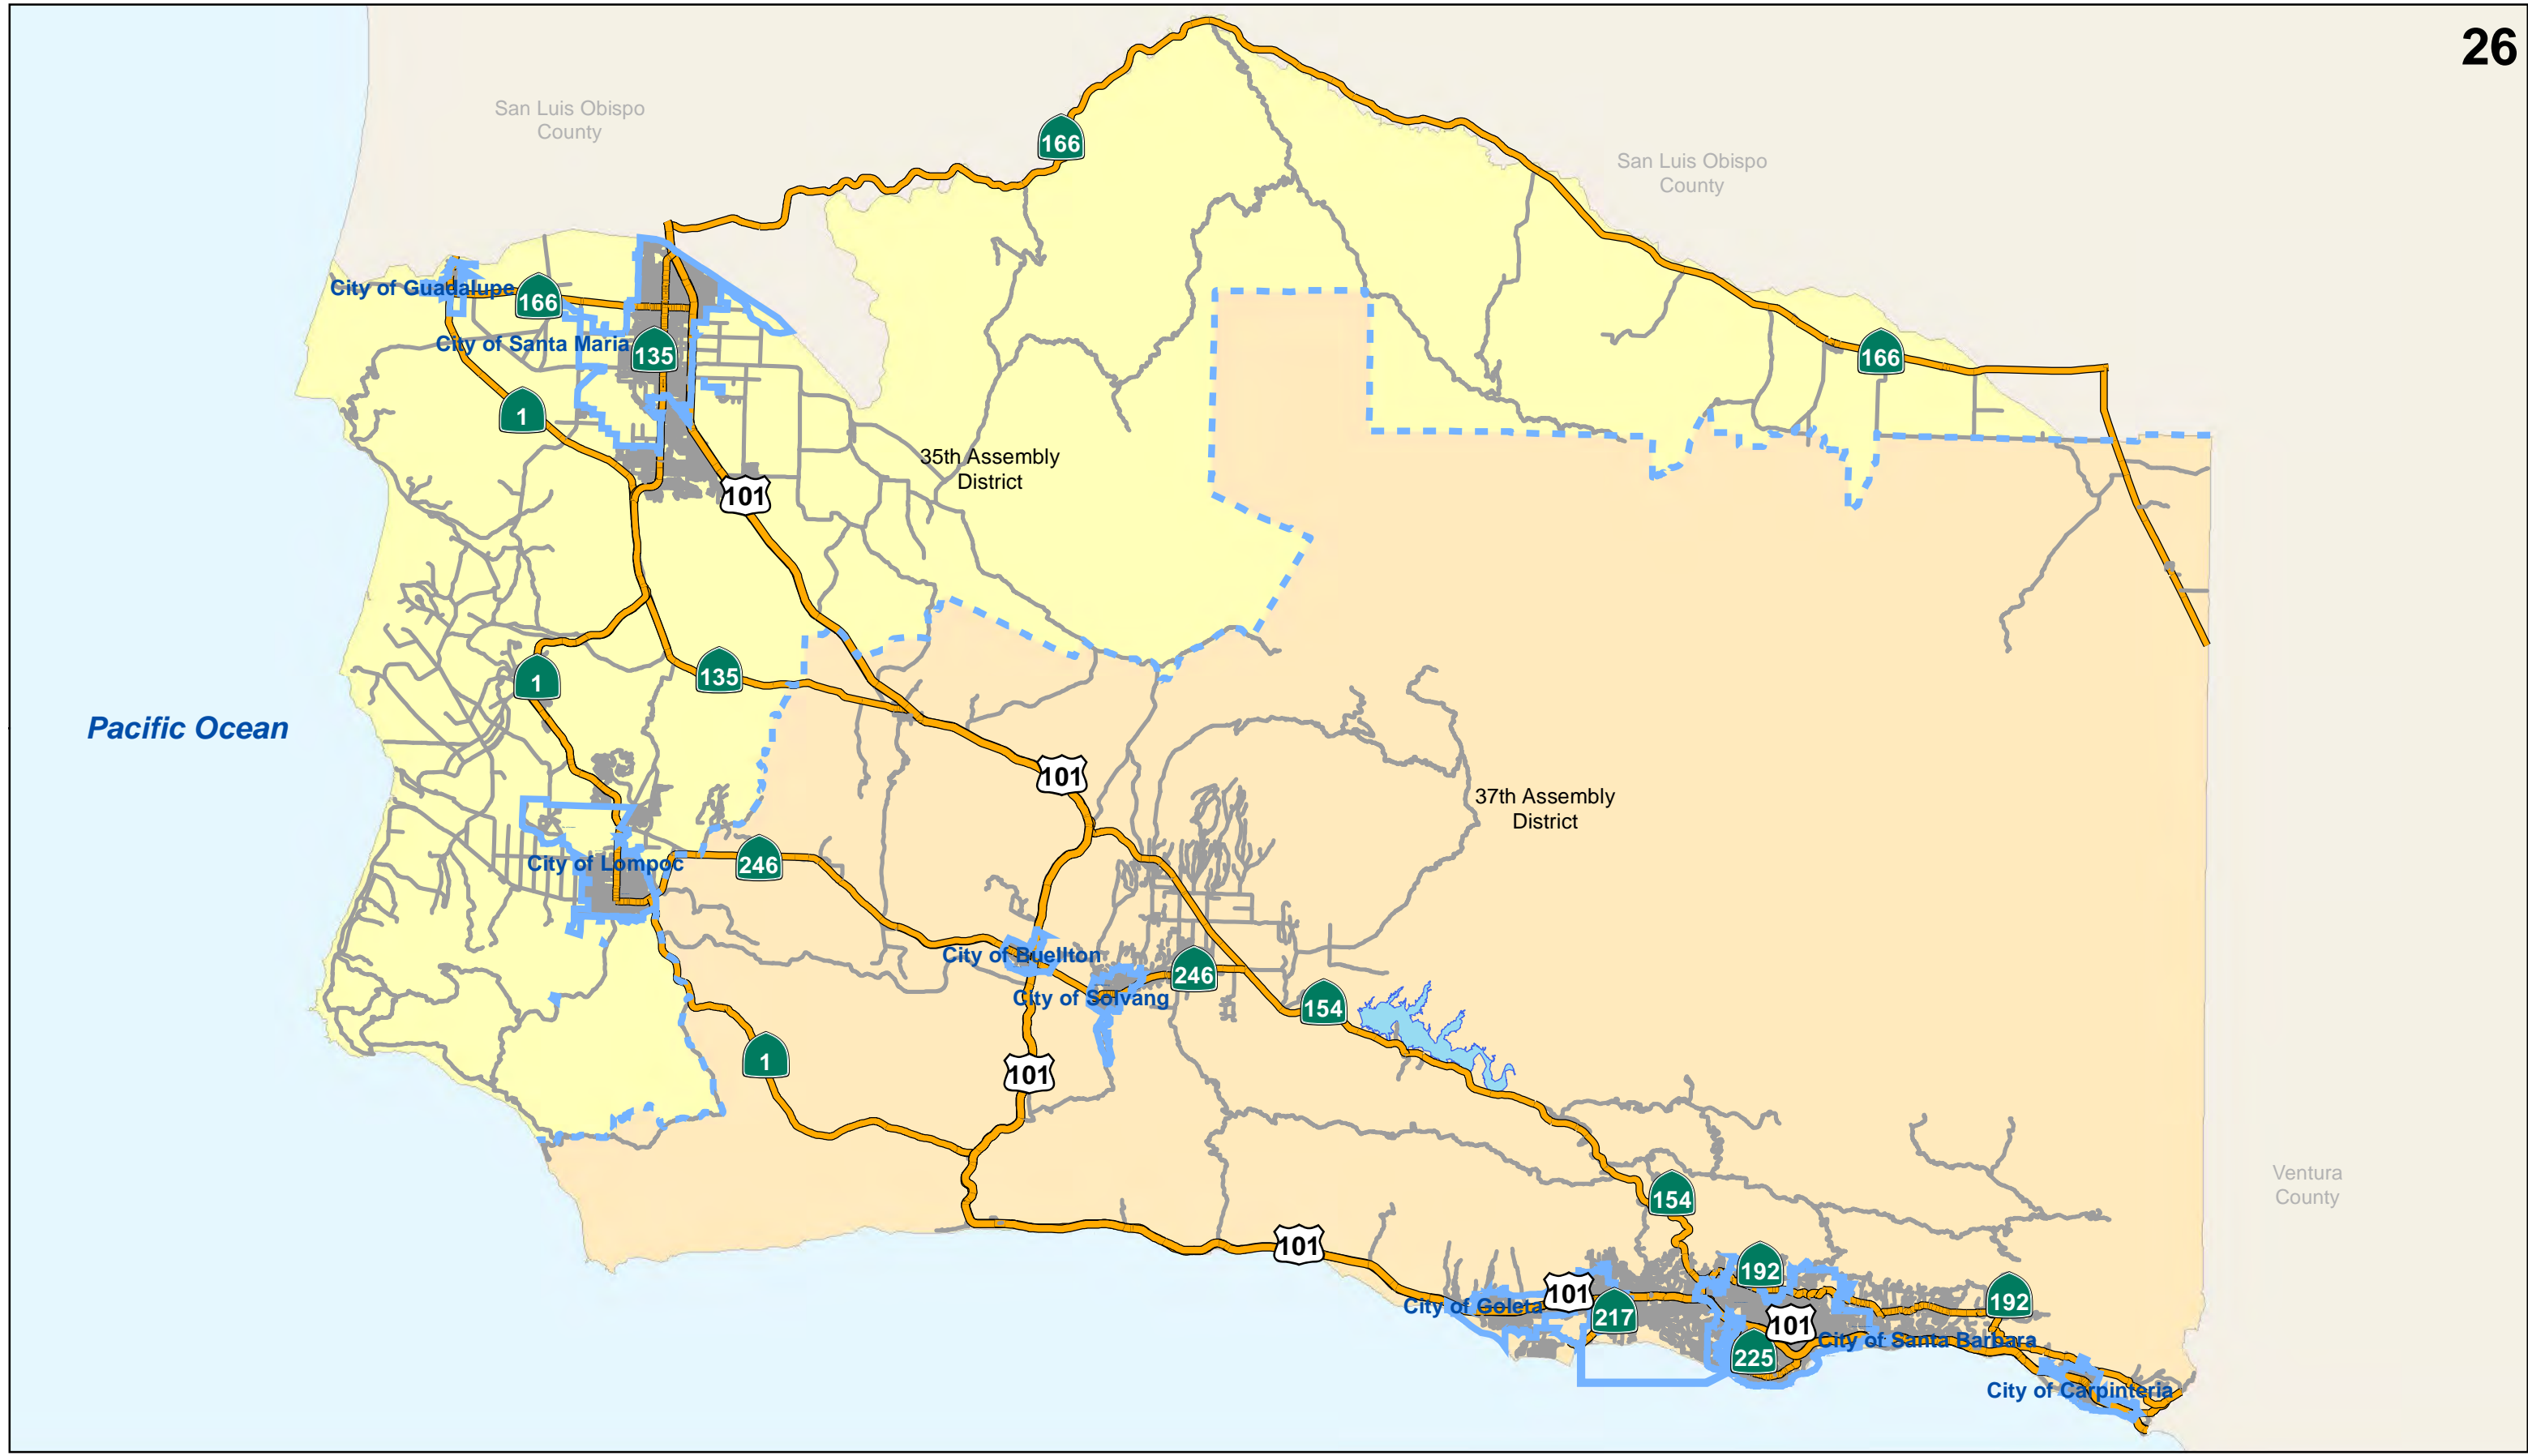 26
San Luis Obispo
County
166
San Luis Obispo
County
City of Guadalupe
166
City of Santa Maria
135
166
1
35th Assembly
District
101
1
135
Pacific Ocean
101
37th Assembly
District
City of Lompoc
246
City of Buellton
246
City of Solvang
154
1
101
Ventura
County
154
101
192
101
192
City of Goleta
217
101
City of Santa Barbara
225
City of Carpinteria